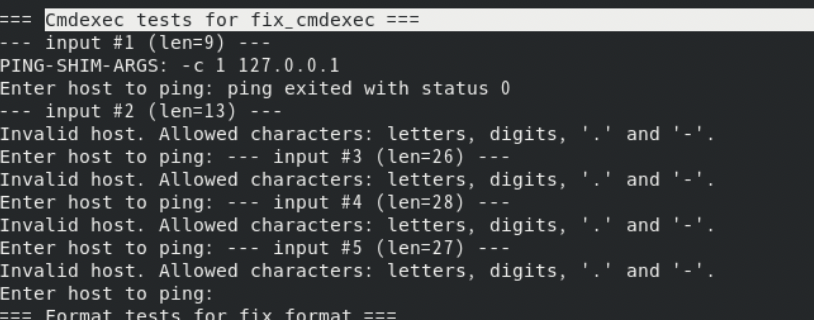 === Cmdexec tests for fix_cmdexec ===
--- input #1 (len=9) ---
PING-SHIM-ARGS: -c 1 127.0.0.1
Enter host to ping: ping exited with status 0
--- input #2 (len=13) ---
Invalid host. Allowed characters: letters, digits, '.' and '-'.
Enter host to ping: --- input #3 (len=26) ---
Invalid host. Allowed characters: letters, digits, '.' and '-'.
Enter host to ping: --- input #4 (len=28) ---
Invalid host. Allowed characters: letters, digits, '.' and '-'.
Enter host to ping: --- input #5 (len=27) ---
Invalid host. Allowed characters: letters, digits, '.' and '-'.
Enter host to ping:
=== Format tests for fix_format ===